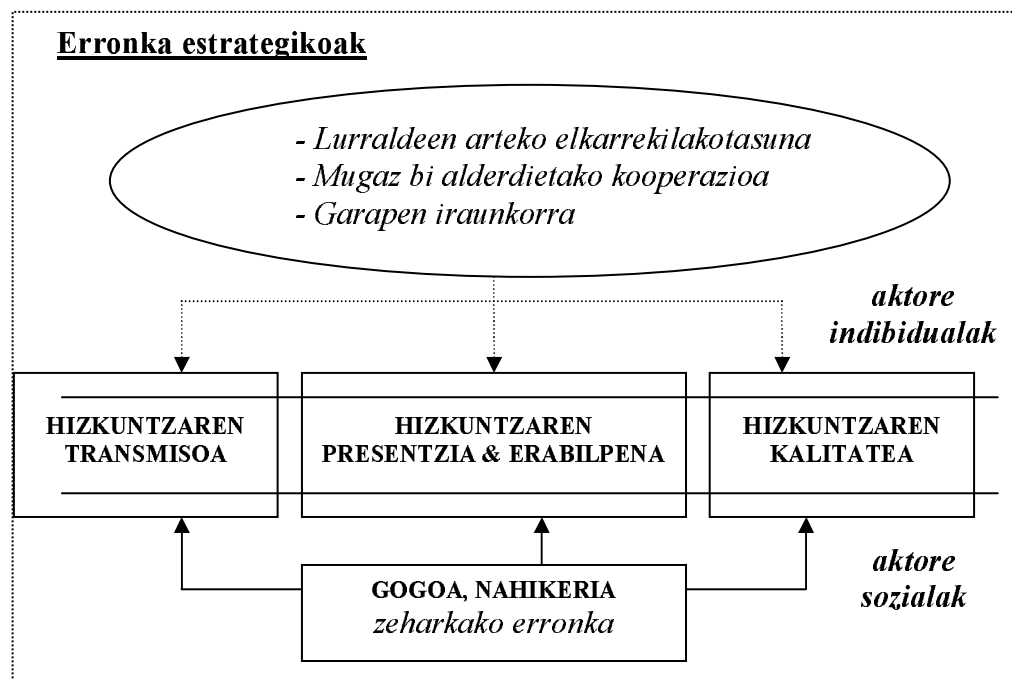 Erronka estrategikoak
- Lurraldeen arteko elkarrekilakotasuna
- Mugaz bi alderdietako kooperazioa
- Garapen iraunkorra
aktore
indibidualak
HIZKUNTZAREN
TRANSMISOA
HIZKUNTZAREN
PRESENTZIA & ERABILPENA
HIZKUNTZAREN
KALITATEA
GOGOA, NAHIKERIA
zeharkako erronka
aktore
sozialak